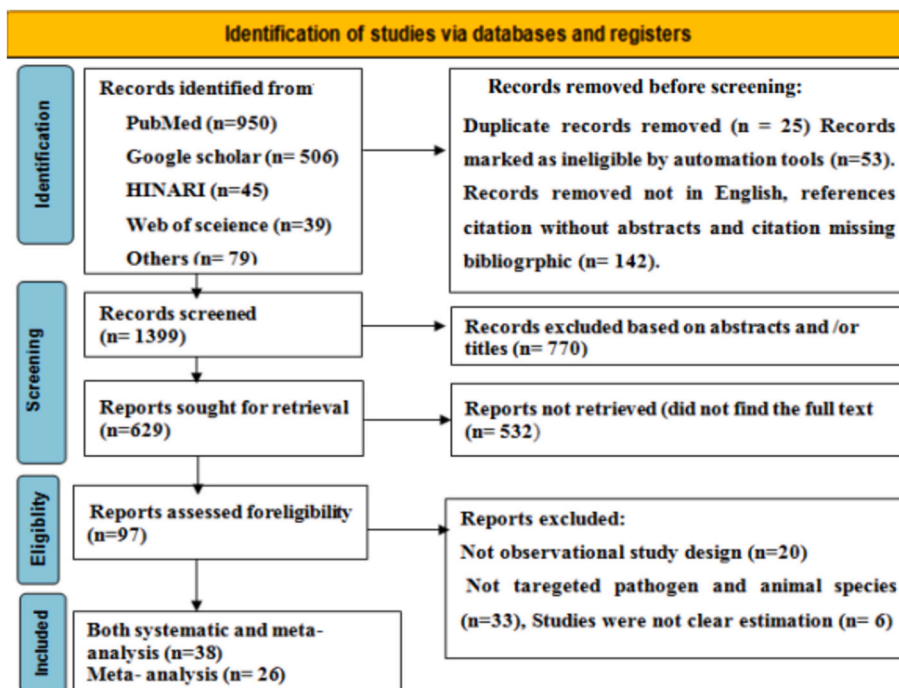 Identification of studies via databases and registers
Identification
Records identified from
PubMed (n=950)
Google scholar (n= 506)
HINARI (n=45)
Web of sceience (n=39)
Others (n= 79)
Records removed before screening:
Duplicate records removed (n = 25) Records
marked as ineligible by automation tools (n=53).
Records removed not in English, references
citation without abstracts and citation missing
bibliogrphic (n= 142).
Screening
Records screened
(n= 1399)
Records excluded based on abstracts and /or
titles (n= 770)
Reports sought for retrieval
(n=629)
Reports not retrieved (did not find the full text
(n= 532)
Eligiblity
Reports assessed foreligibility
(n=97)
Reports excluded:
Not observational study design (n=20)
Not taregeted pathogen and animal species
(n=33), Studies were not clear estimation (n= 6)
Included
Both systematic and meta-
analysis (n=38)
Meta- analysis (n= 26)